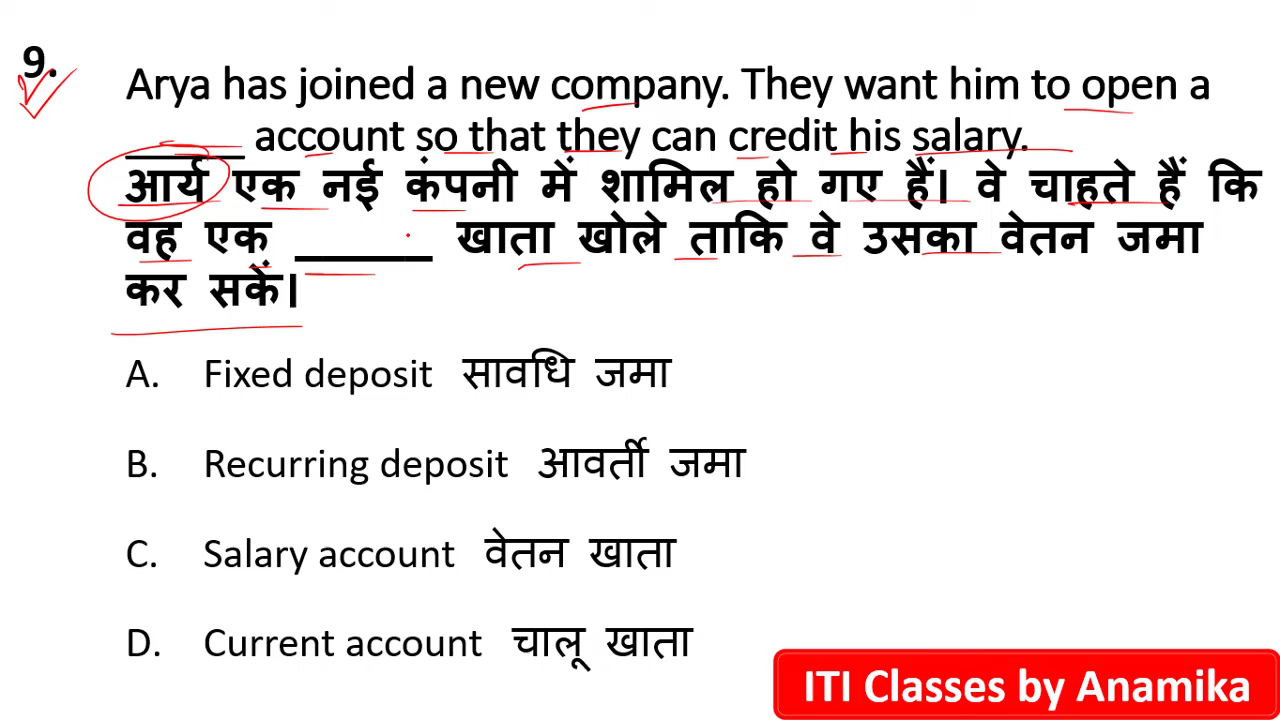 9.
Arya has joined a new company. They want him to open a
______ account so that they can credit his salary.
आर्य एक नई कंपनी में शामिल हो गए हैं। वे चाहते हैं कि
वह एक ______ खाता खोले ताकि वे उसका वेतन जमा
कर सकें।
A. Fixed deposit सावधि जमा
B. Recurring deposit आवर्ती जमा
C. Salary account वेतन खाता
D. Current account चालू खाता
ITI Classes by Anamika